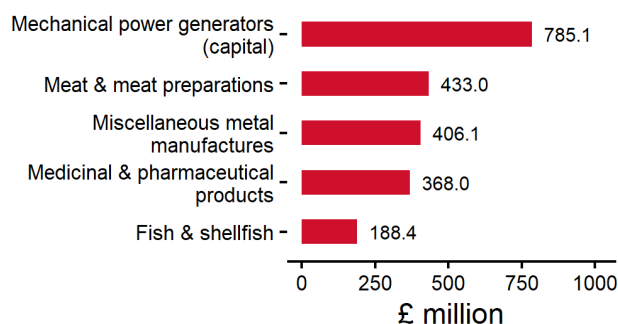 Mechanical power generators
(capital)
785.1
Meat & meat preparations
433.0
Miscellaneous metal
manufactures
406.1
Medicinal & pharmaceutical
products
368.0
Fish & shellfish
188.4
0 250 500 750 1000
£ million